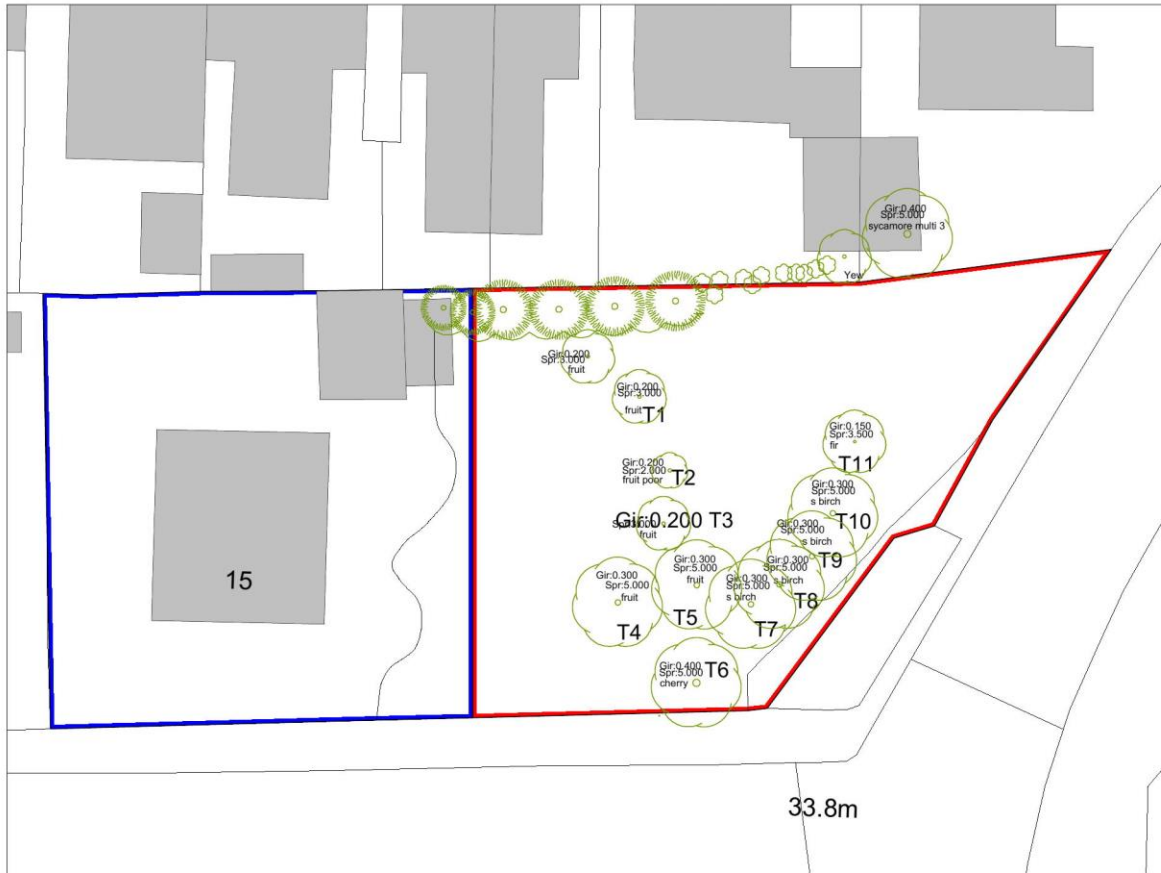 Gir:0.400
Spr:5.000
sycamore multi 3
Yew
Gir:0.200
Spr:3.000
fruit
Gir:0.200
Spr:3.000
fruit
T1
Gir:0.200
Spr:2.000
fruit poor
T2
Gir:0.200 T3
Spr:3.000
fruit
Gir:0.300
Spr:5.000
fruit
T4
Gir:0.300
Spr:5.000
fruit
T5
Gir:0.400
Spr:5.000
cherry
T6
Gir:0.300
Spr:5.000
s birch
T7
Gir:0.300
Spr:5.000
s birch
T8
Gir:0.300
Spr:5.000
s birch
T9
Gir:0.300
Spr:5.000
s birch
T10
Gir:0.150
Spr:3.500
fir
T11
15
33.8m